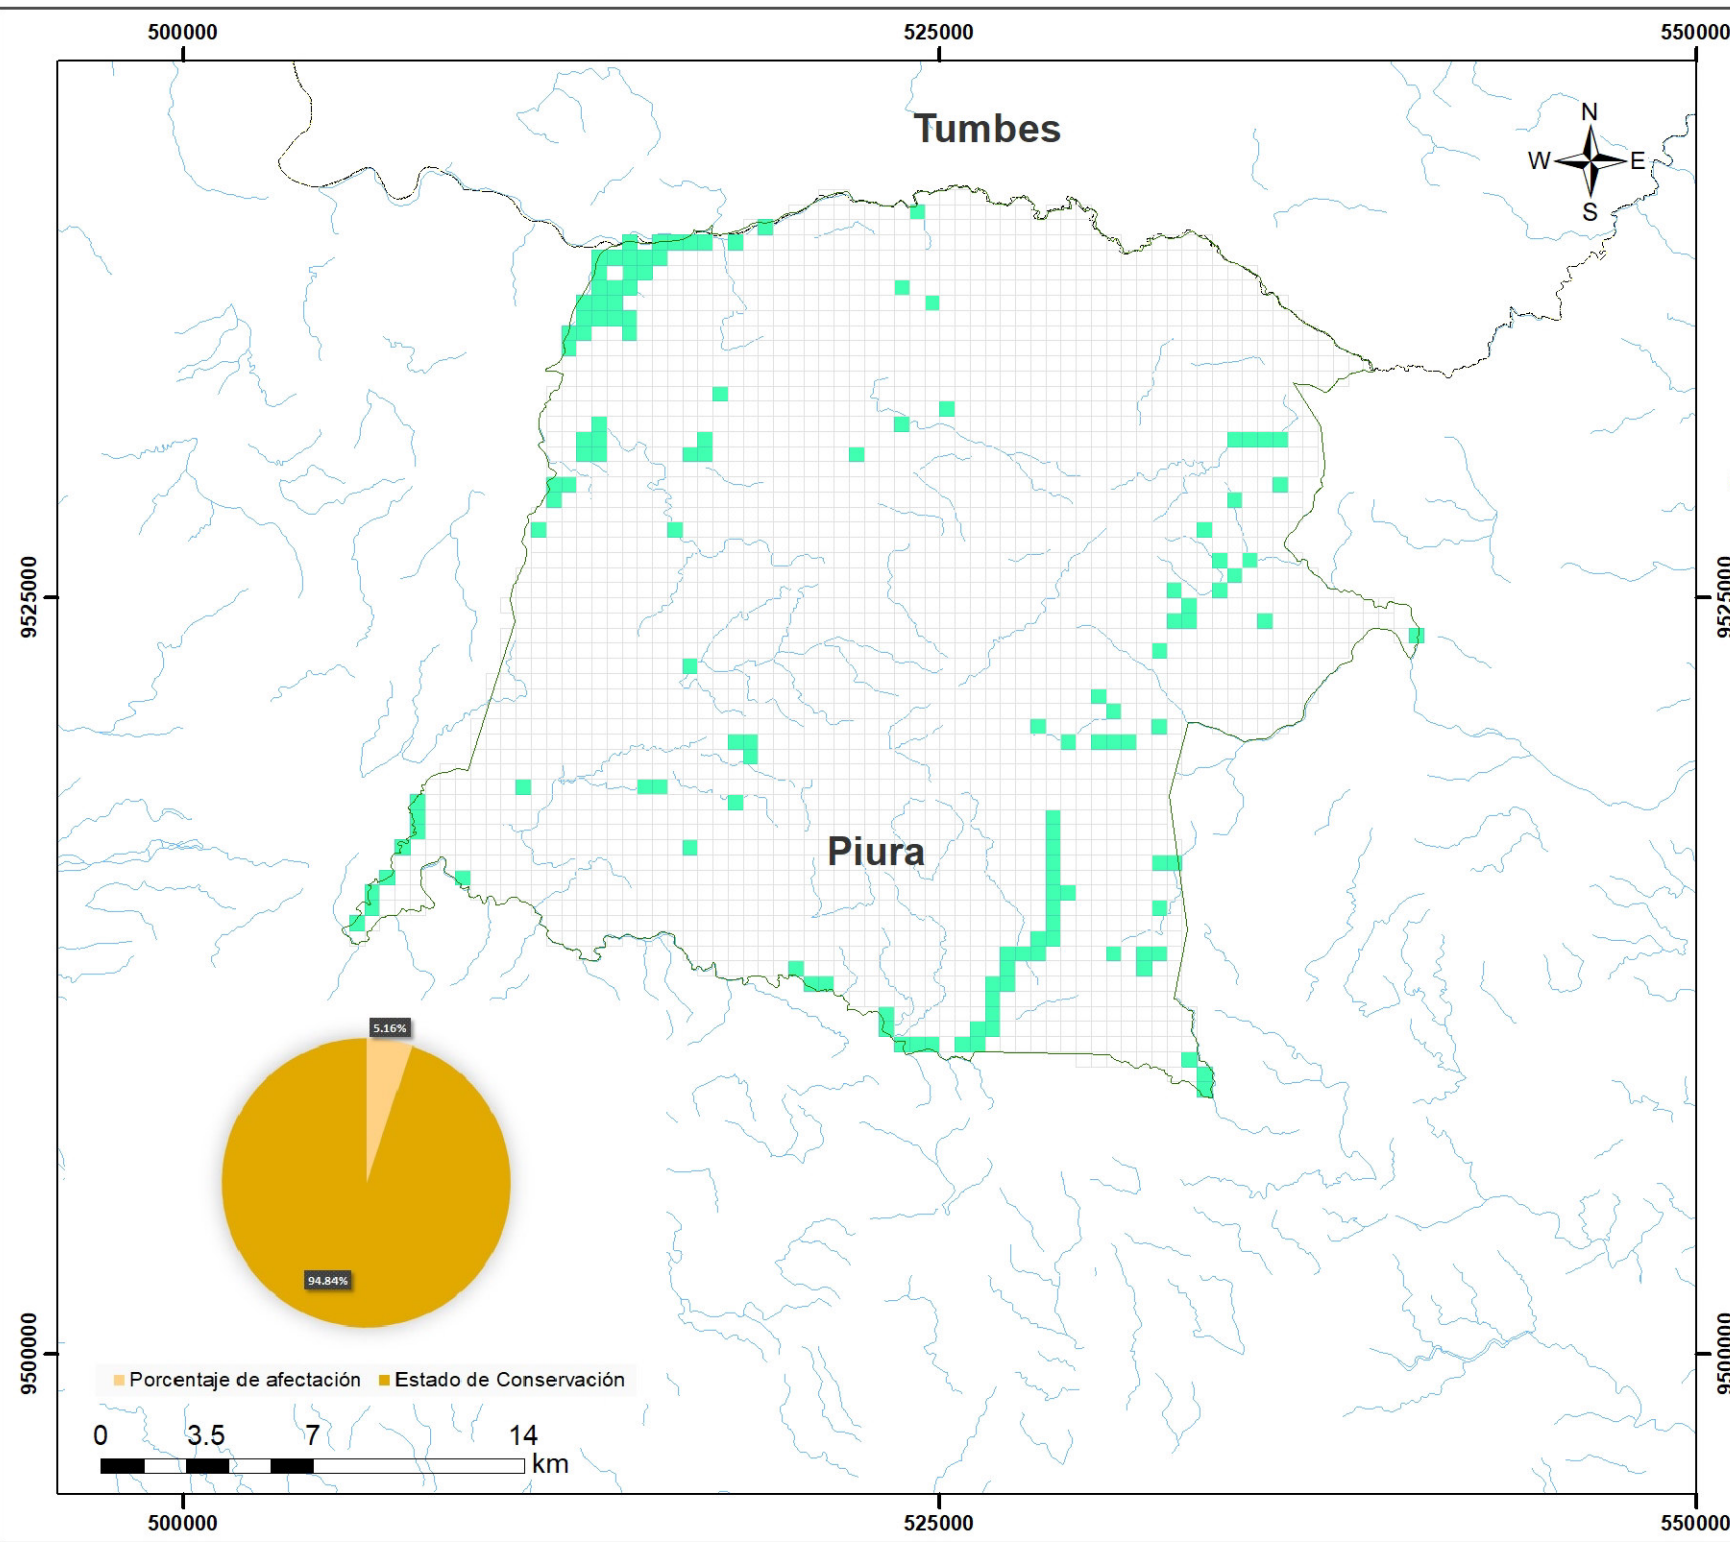 500000
525000
550000
Tumbes
N
W
E
S
9525000
9525000
Piura
5.16%
94.84%
9500000
9500000
Porcentaje de afectación
Estado de Conservación
0
3.5
7
14
km
500000
525000
550000